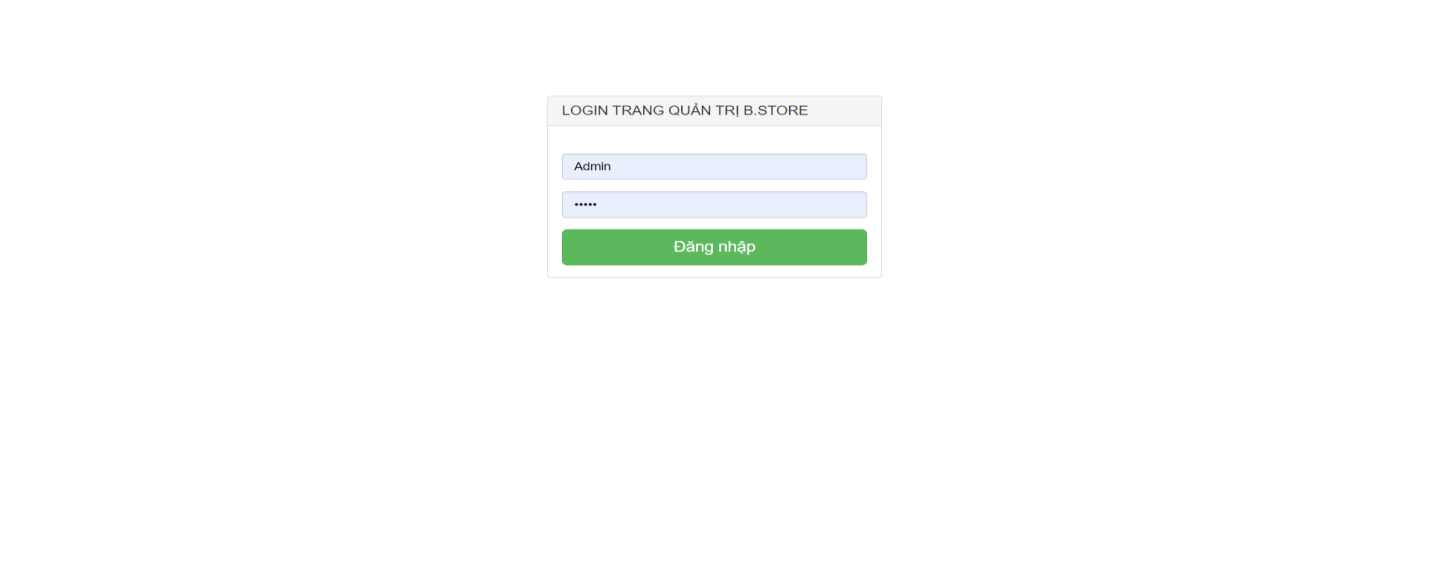 LOGIN TRANG QUẢN TRỊ B.STORE
Admin
•••••
Đăng nhập